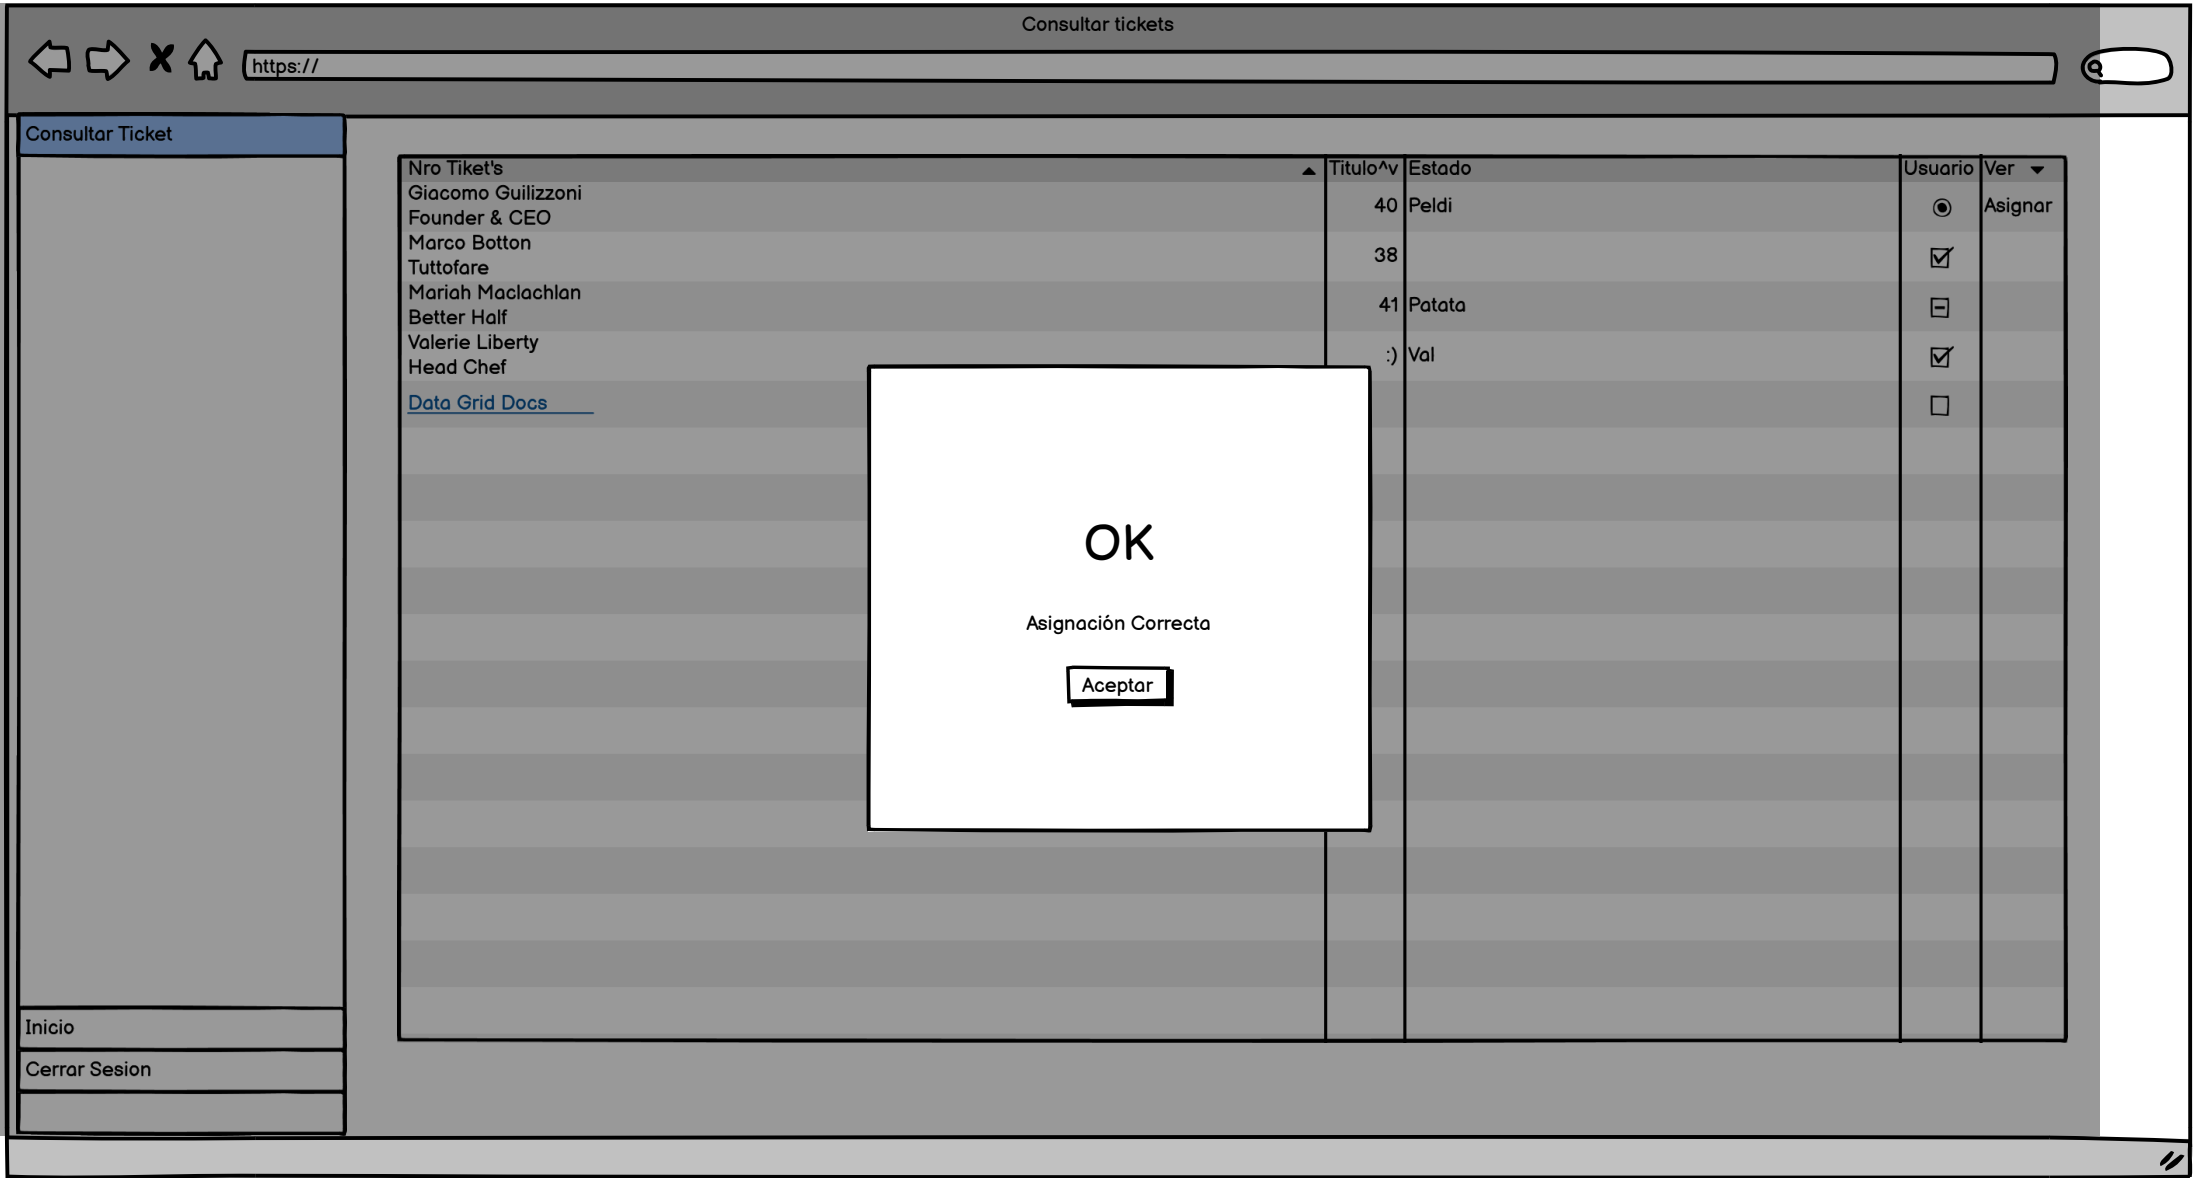 Consultar tickets
https://
Consultar Ticket
Nro Tiket's Titulo^v Estado Usuario Ver
Giacomo Guilizzoni
Founder & CEO 40 Peldi Asignar
Marco Botton
Tuttofare 38
Mariah Maclachlan
Better Half 41 Patata
Valerie Liberty
Head Chef :) Val
Data Grid Docs
OK
Asignación Correcta
Aceptar
Inicio
Cerrar Sesion